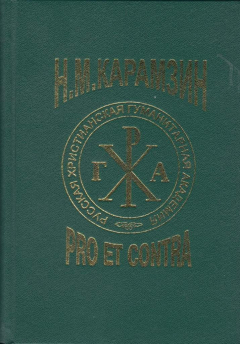 Н.М. КАРАМЗИН
РУССКАЯ ХРИСТИАНСКАЯ ГУМАНИТАРНАЯ АКАДЕМИЯ
Г Р А
PRO ET CONTRA